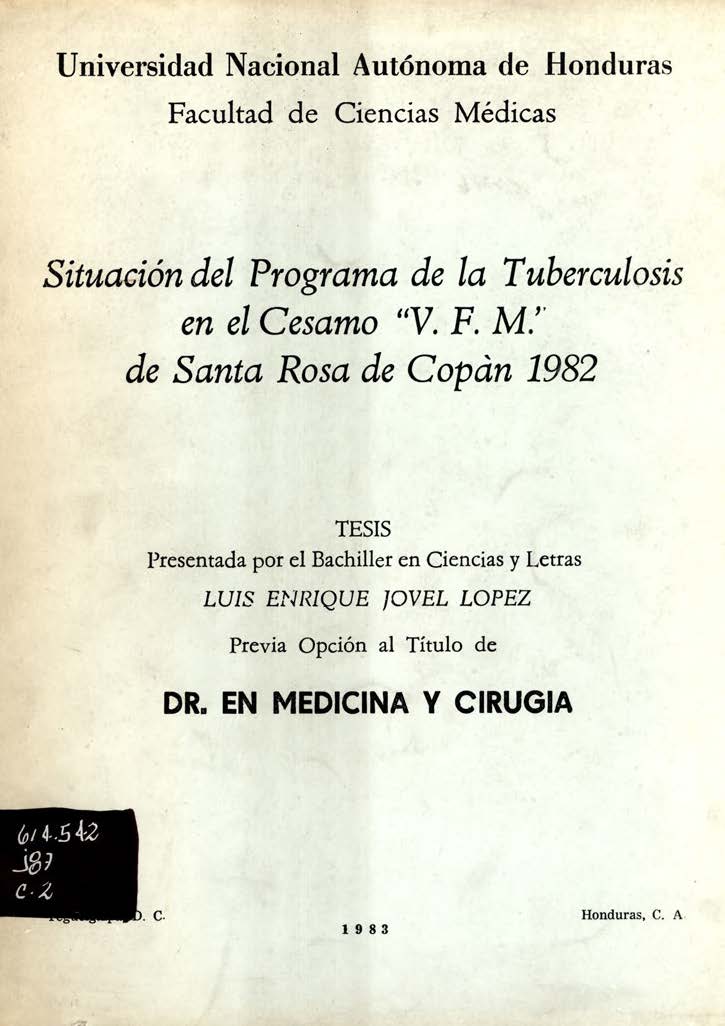 Universidad Nacional Autónoma de Honduras
Facultad de Ciencias Médicas
Situación del Programa de la Tuberculosis
en el Cesamo "V. F. M."
de Santa Rosa de Copàn 1982
TESIS
Presentada por el Bachiller en Ciencias y Letras
LUIS ENRIQUE JOVEL LOPEZ
Previa Opción al Título de
DR. EN MEDICINA Y CIRUGIA
614.542
J87
C.2
D. C.
Honduras, C. A.
1983